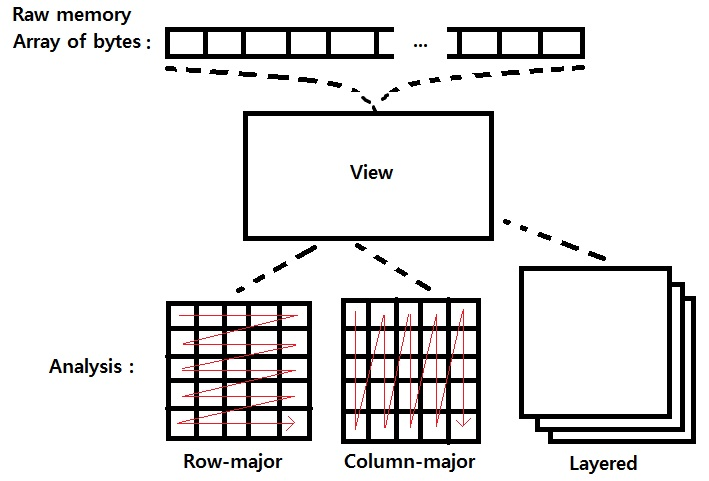 Raw memory
Array of bytes :
...
View
Analysis :
Row-major
Column-major
Layered